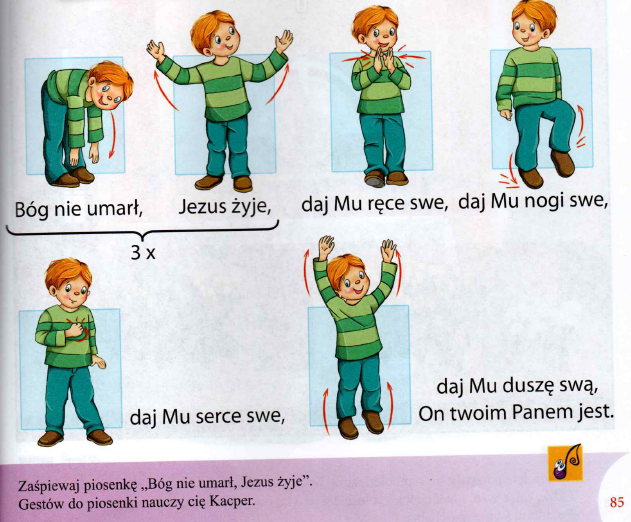 Bóg nie umarł, Jezus żyje, daj Mu ręce swe, daj Mu nogi swe,
3 x
daj Mu serce swe,
daj Mu duszę swą,
On twoim Panem jest.
Zaśpiewaj piosenkę „Bóg nie umarł, Jezus żyje”.
Gestów do piosenki nauczy cię Kacper.
85